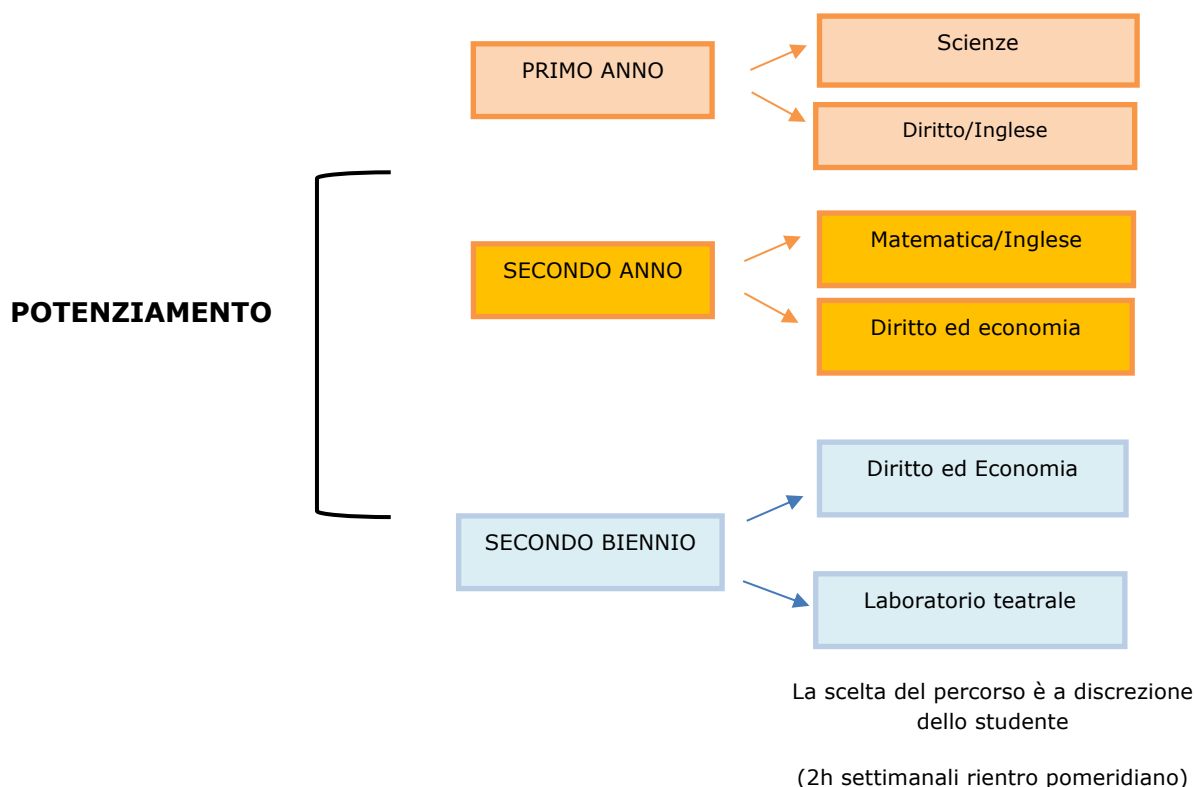 POTENZIAMENTO
PRIMO ANNO
Scienze
Diritto/Inglese
SECONDO ANNO
Matematica/Inglese
Diritto ed economia
SECONDO BIENNIO
Diritto ed Economia
Laboratorio teatrale
La scelta del percorso è a discrezione
dello studente
(2h settimanali rientro pomeridiano)